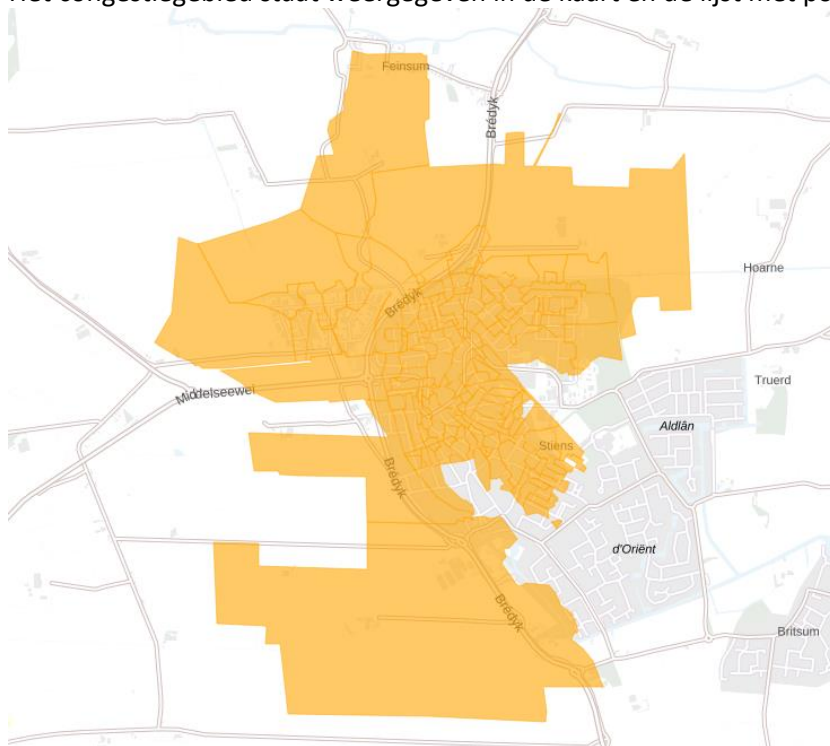 Het congestiegebied staat weergegeven in de kaart en de lijst met po
Feinsum
Brédyk
Hoarne
Brédyk
Truerd
Middelseewei
Aldlân
Stiens
Brédyk
d'Oriënt
Brédyk
Britsum